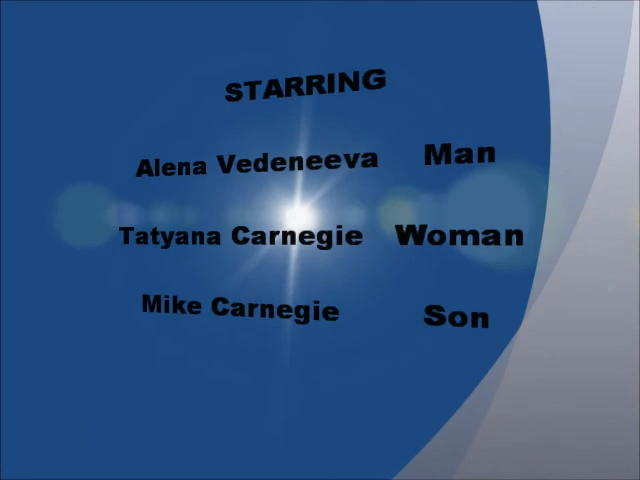 STARRING
Alena Vedeneeva Man
Tatyana Carnegie Woman
Mike Carnegie Son